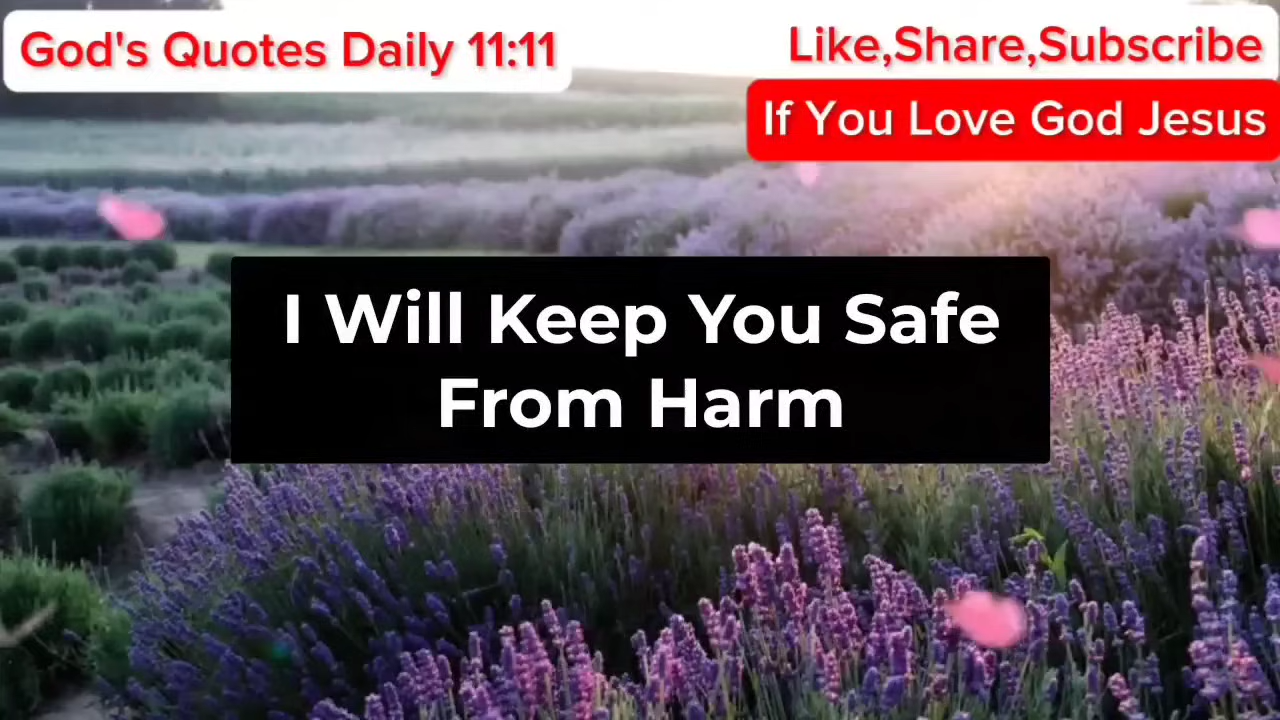 God's Quotes Daily 11:11
Like,Share,Subscribe
If You Love God Jesus
I Will Keep You Safe
From Harm